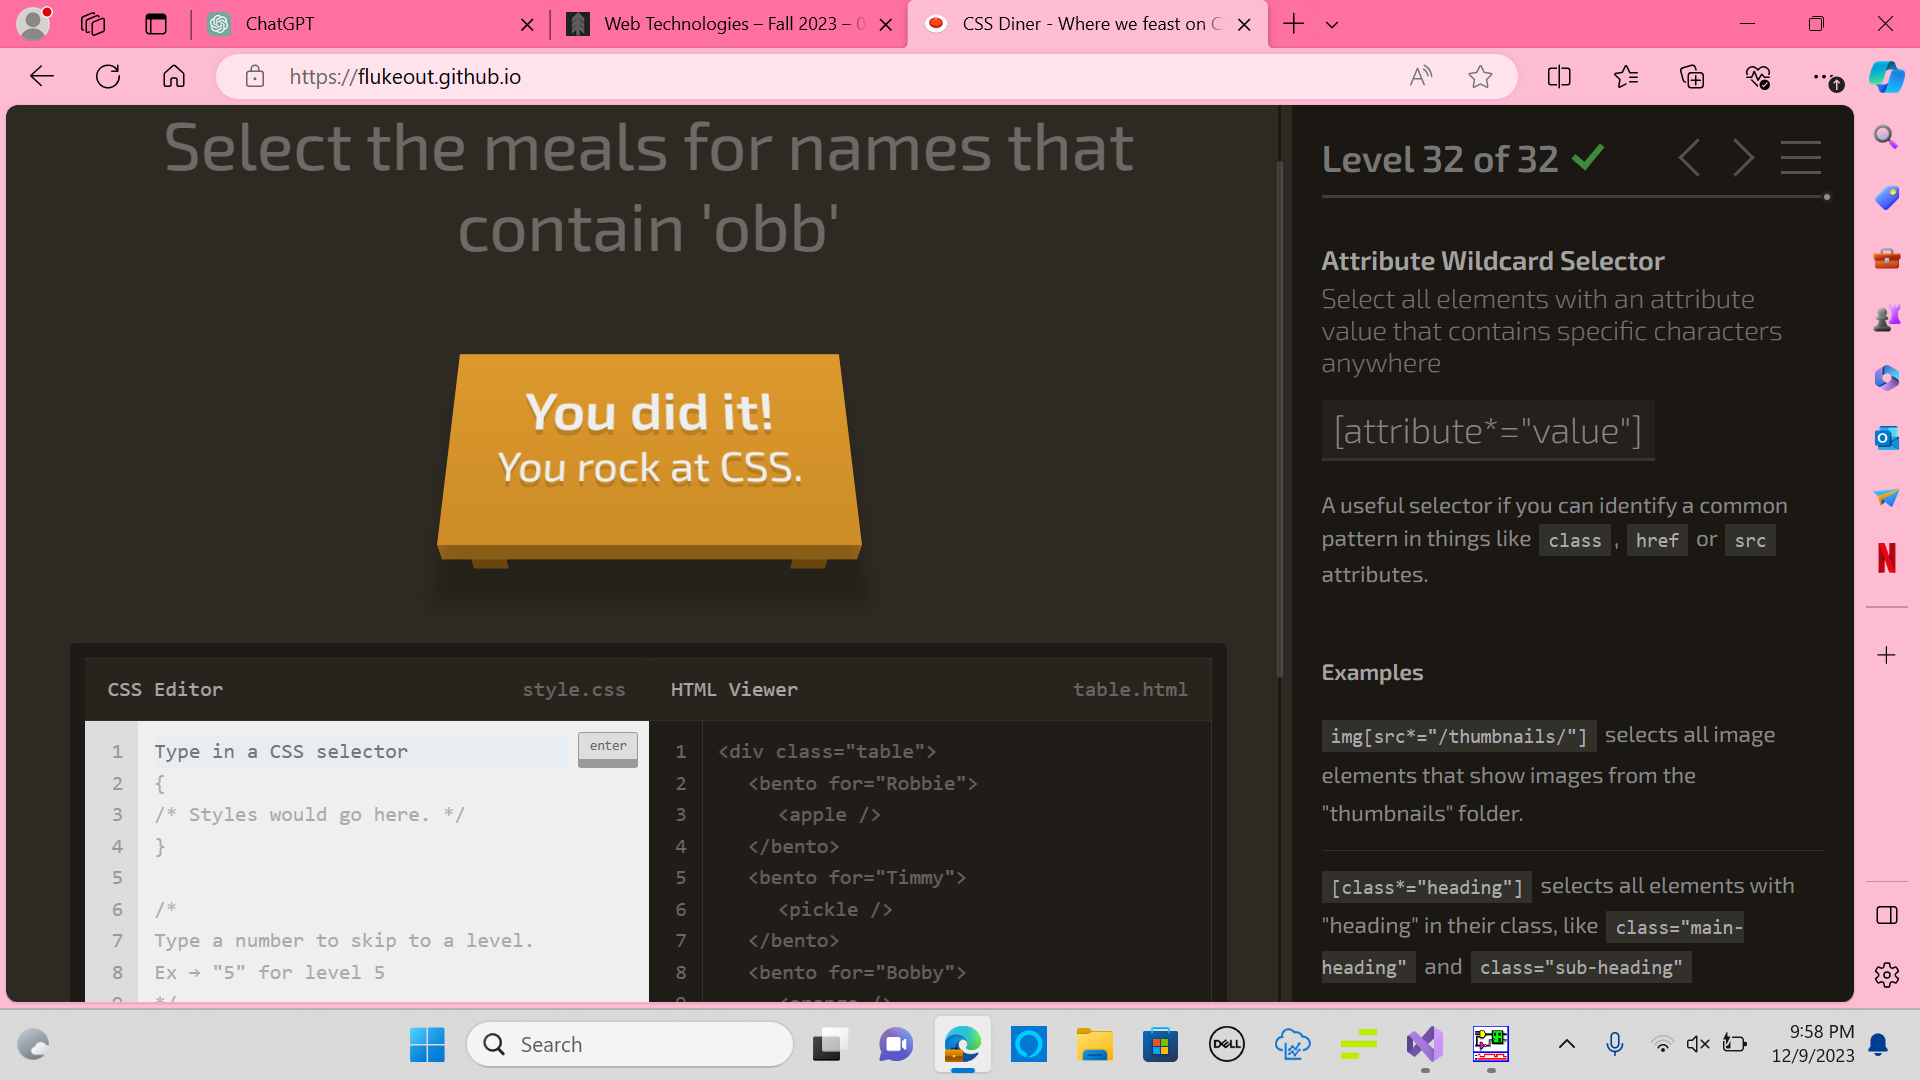 ChatGPT
Web Technologies – Fall 2023 – 0
CSS Diner - Where we feast on C
https://flukeout.github.io
Select the meals for names that
contain 'obb'
You did it!
You rock at CSS.
CSS Editor
style.css
HTML Viewer
table.html
1
2
3
4
5
6
7
8
Type in a CSS selector
enter
{
/* Styles would go here. */
}
/*
Type a number to skip to a level.
Ex → "5" for level 5
*/
1 <div class="table">
2 <bento for="Robbie">
3 <apple />
4 </bento>
5 <bento for="Timmy">
6 <pickle />
7 </bento>
8 <bento for="Bobby">
Level 32 of 32
Attribute Wildcard Selector
Select all elements with an attribute
value that contains specific characters
anywhere
[attribute*="value"]
A useful selector if you can identify a common
pattern in things like class , href or src
attributes.
Examples
img[src*="/thumbnails/"] selects all image
elements that show images from the
"thumbnails" folder.
[class*="heading"] selects all elements with
"heading" in their class, like class="main-
heading" and class="sub-heading"
Search
DELL
9:58 PM
12/9/2023